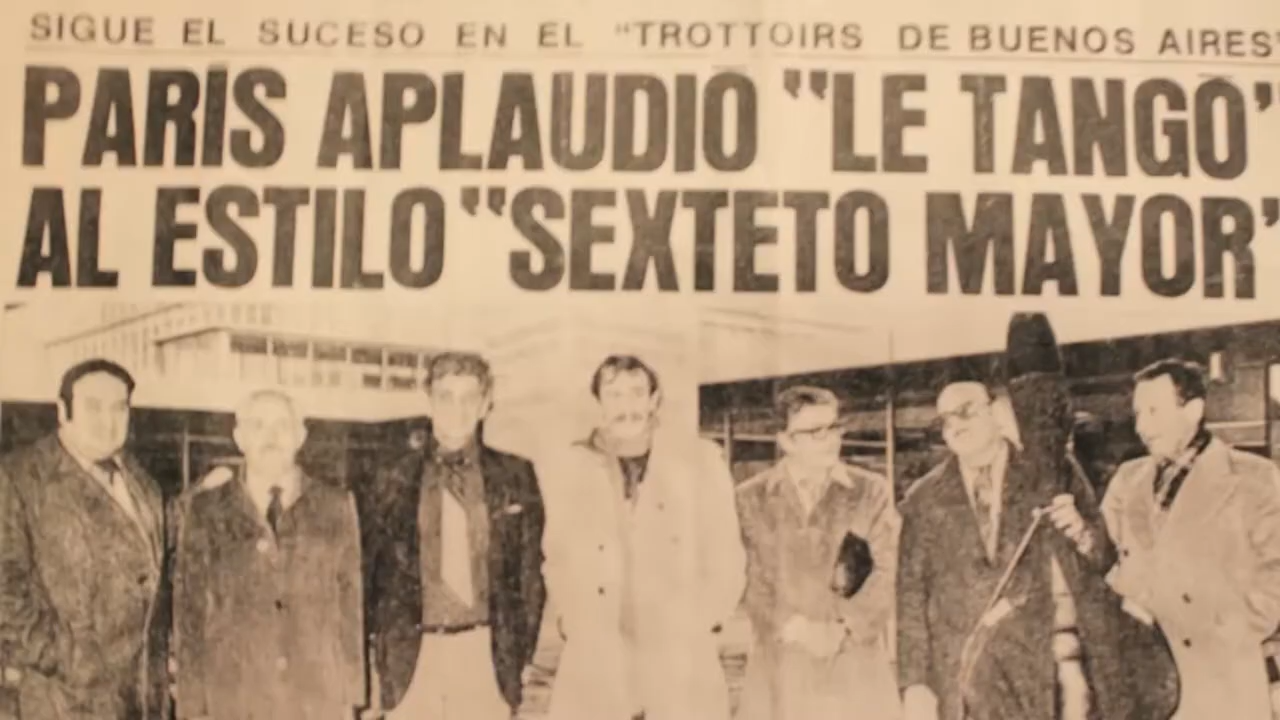 SIGUE EL SUCESO EN EL "TROTTOIRS DE BUENOS AIRES"
PARIS APLAUDIO "LE TANGO"
AL ESTILO "SEXTETO MAYOR"